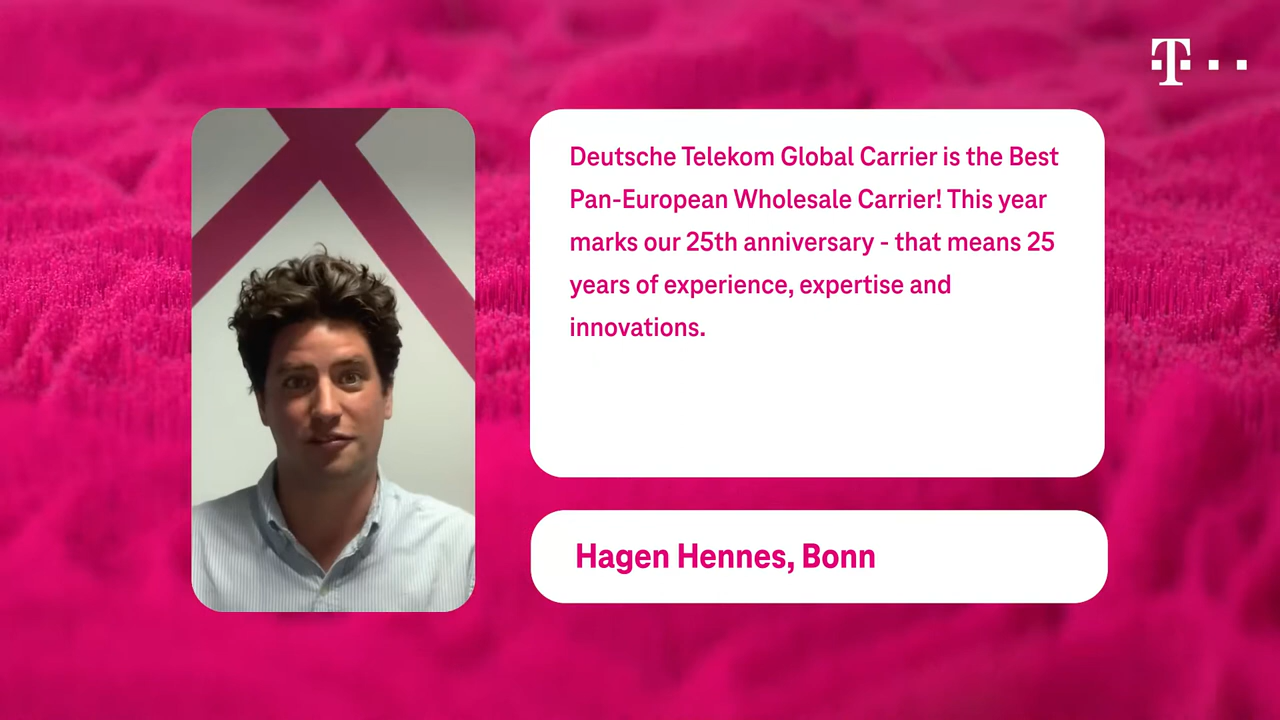 T
Deutsche Telekom Global Carrier is the Best
Pan-European Wholesale Carrier! This year
marks our 25th anniversary - that means 25
years of experience, expertise and
innovations.
Hagen Hennes, Bonn